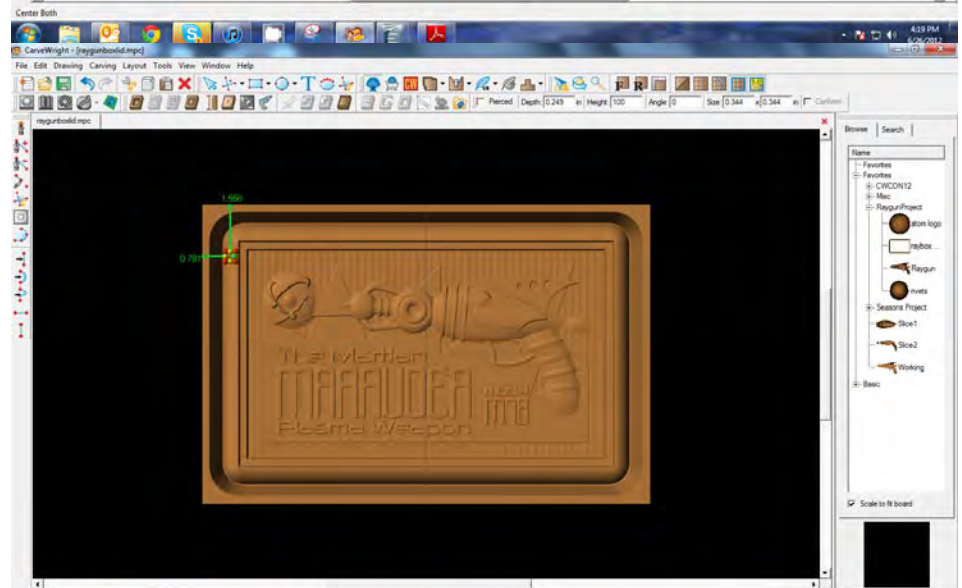 Center Both
4:19 PM
6/26/2012
CarveWright - [raygunboxlid.mpc]
File Edit Drawing Carving Layout Tools View Window Help
Pierced Depth: 0.249 in Height: 100 Angle: 0 Size: 0.344 x 0.344 in Conform
raygunboxlid.mpc
Browse Search
Name
Favorites
Favorites
CWCON12
Misc
RaygunProject
atom logo
raybox ...
Raygun
rivets
Seasons Project
Slice1
Slice2
Working
Basic
Scale to fit board
1.550
0.781
The Martian
MARAUDER
MODEL
M78
Plasma Weapon